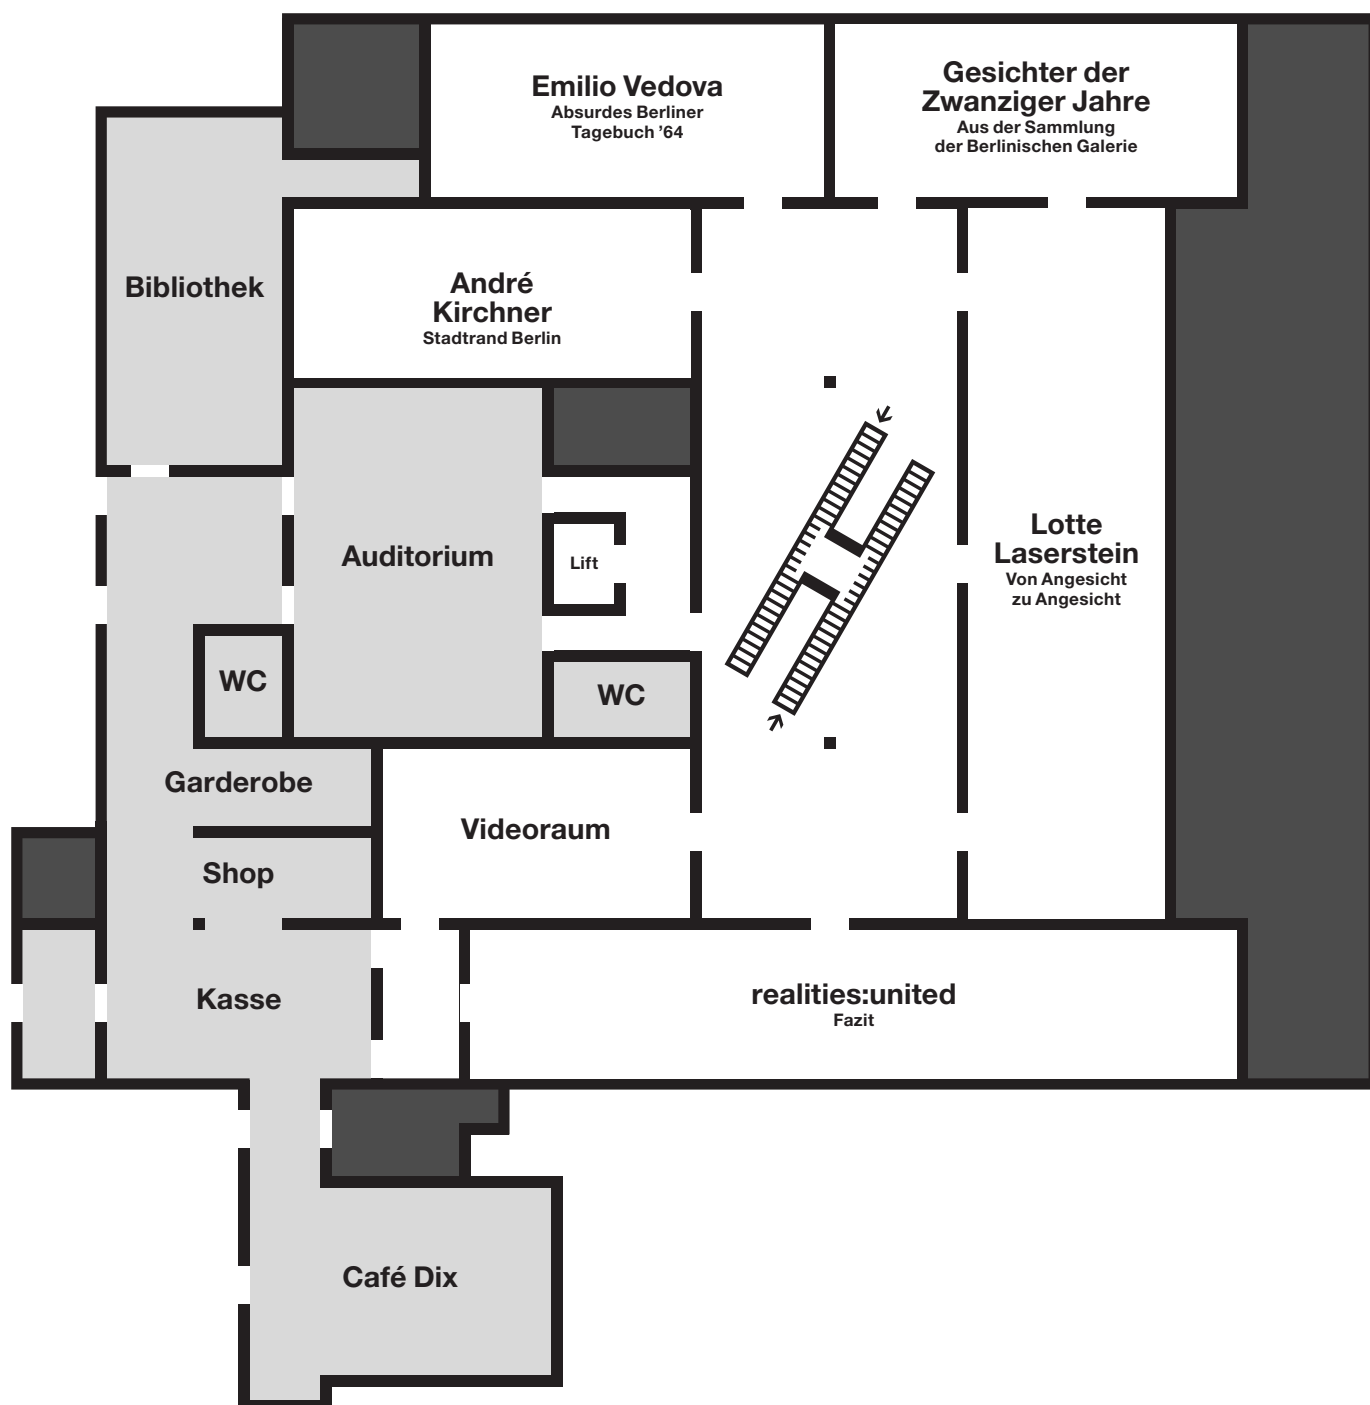 Emilio Vedova
Absurdes Berliner
Tagebuch ’64
Gesichter der
Zwanziger Jahre
Aus der Sammlung
der Berlinischen Galerie
Bibliothek
André
Kirchner
Stadtrand Berlin
Auditorium
Lift
Lotte
Laserstein
Von Angesicht
zu Angesicht
WC
WC
Garderobe
Videoraum
Shop
Kasse
realities:united
Fazit
Café Dix